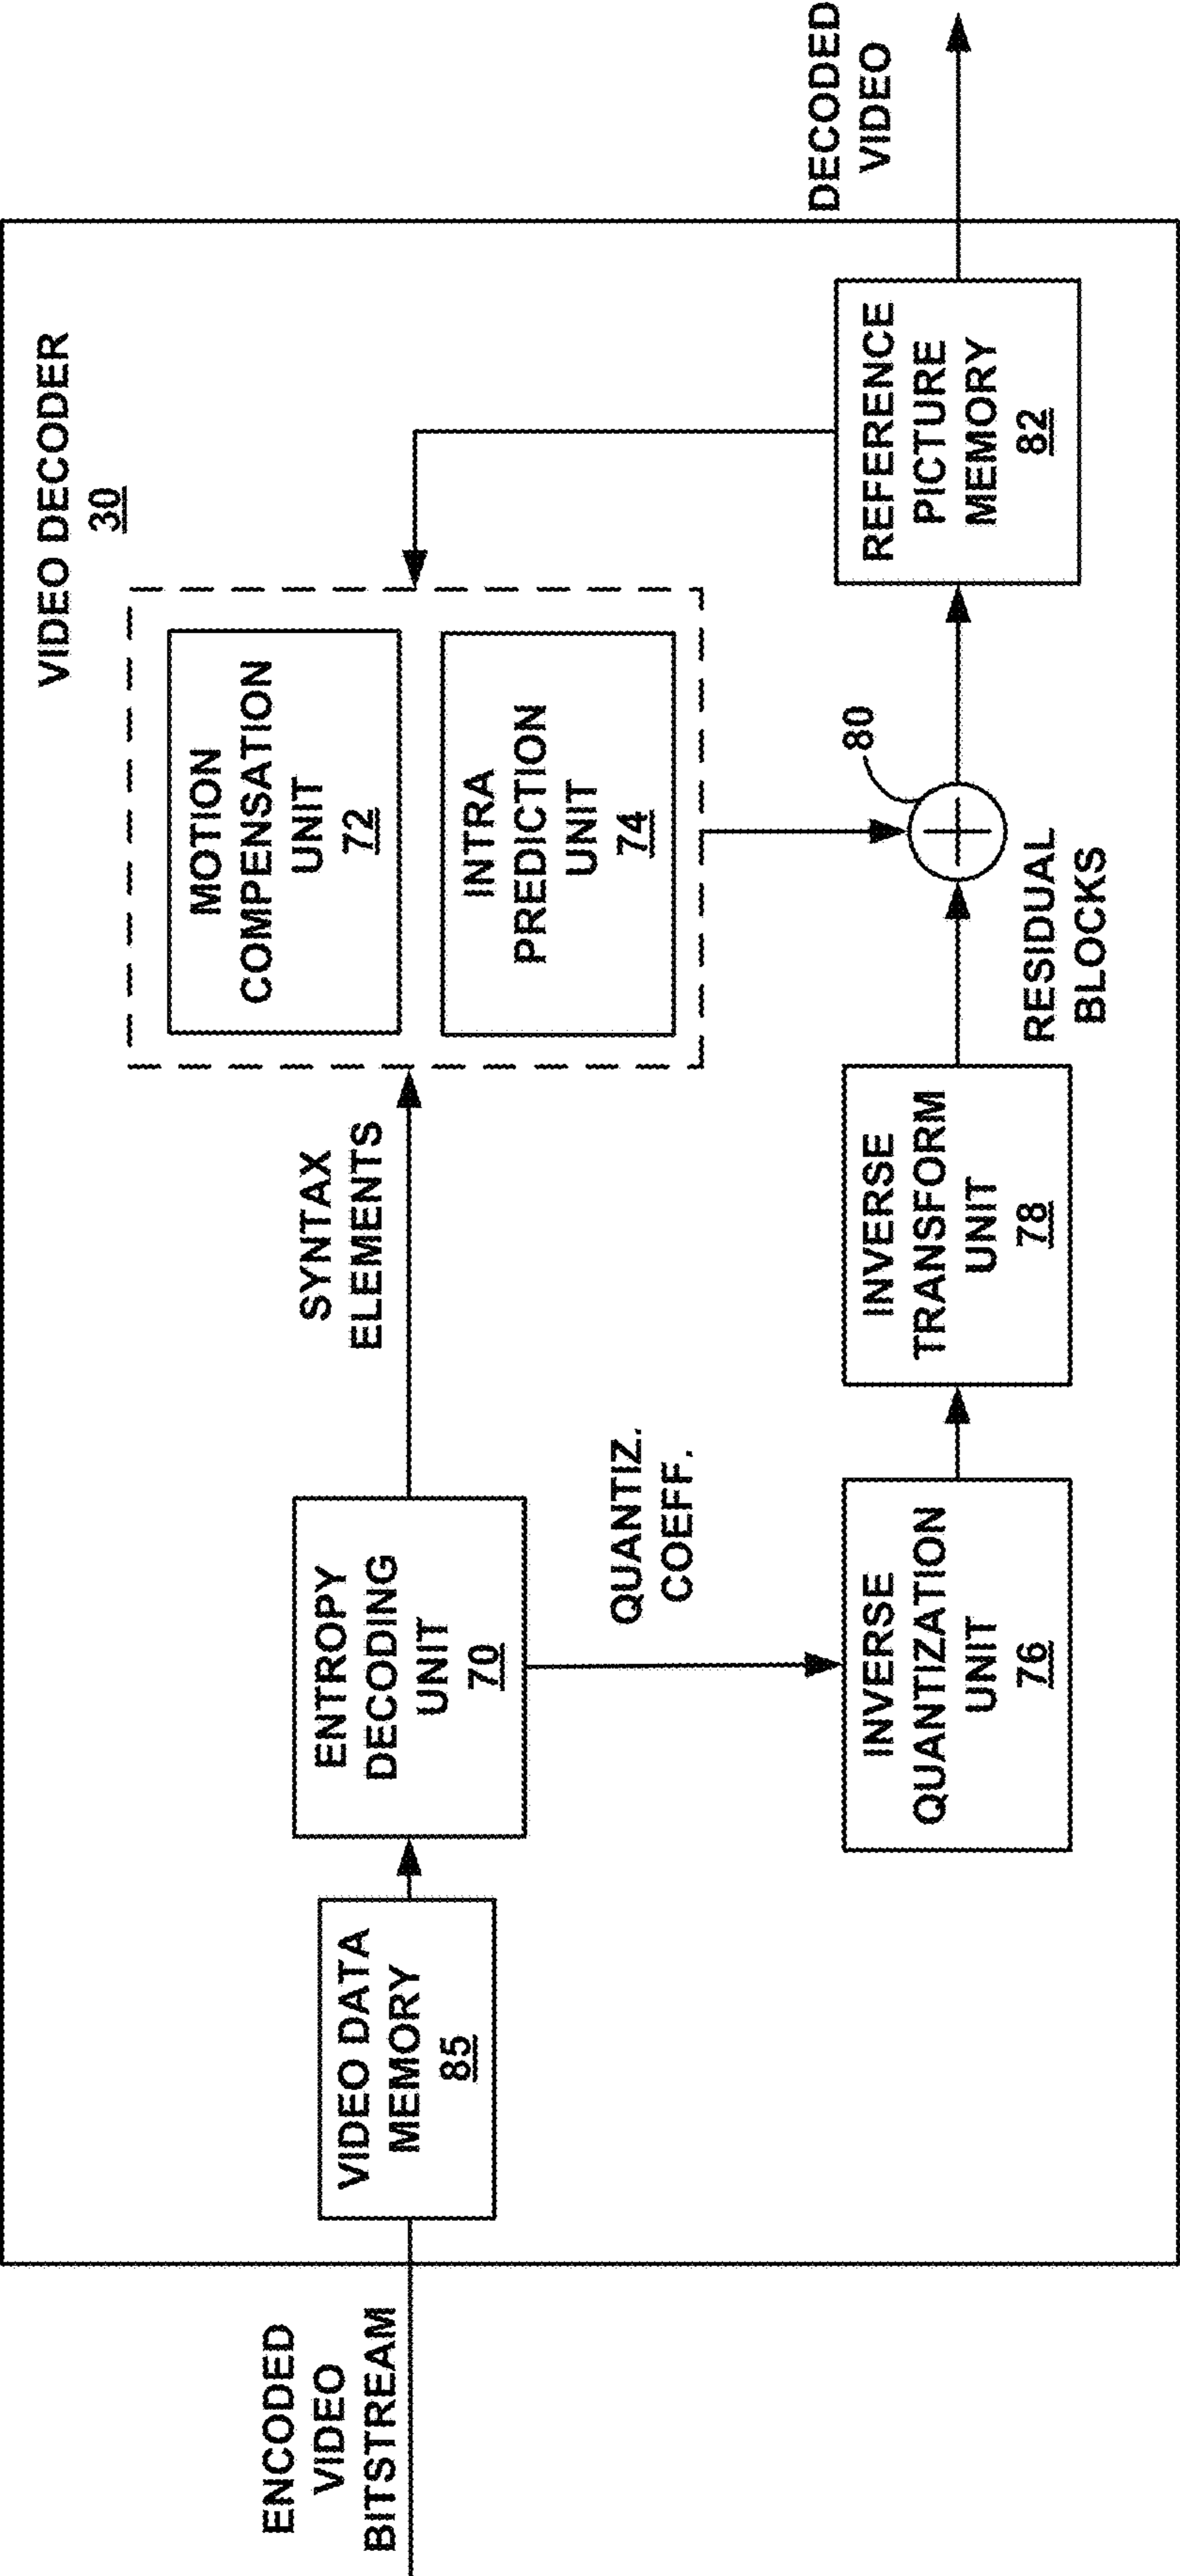 VIDEO DECODER
30
ENCODED
VIDEO
BITSTREAM
VIDEO DATA
MEMORY
85
ENTROPY
DECODING
UNIT
70
SYNTAX
ELEMENTS
MOTION
COMPENSATION
UNIT
72
INTRA
PREDICTION
UNIT
74
QUANTIZ.
COEFF.
INVERSE
QUANTIZATION
UNIT
76
INVERSE
TRANSFORM
UNIT
78
RESIDUAL
BLOCKS
80
REFERENCE
PICTURE
MEMORY
82
DECODED
VIDEO